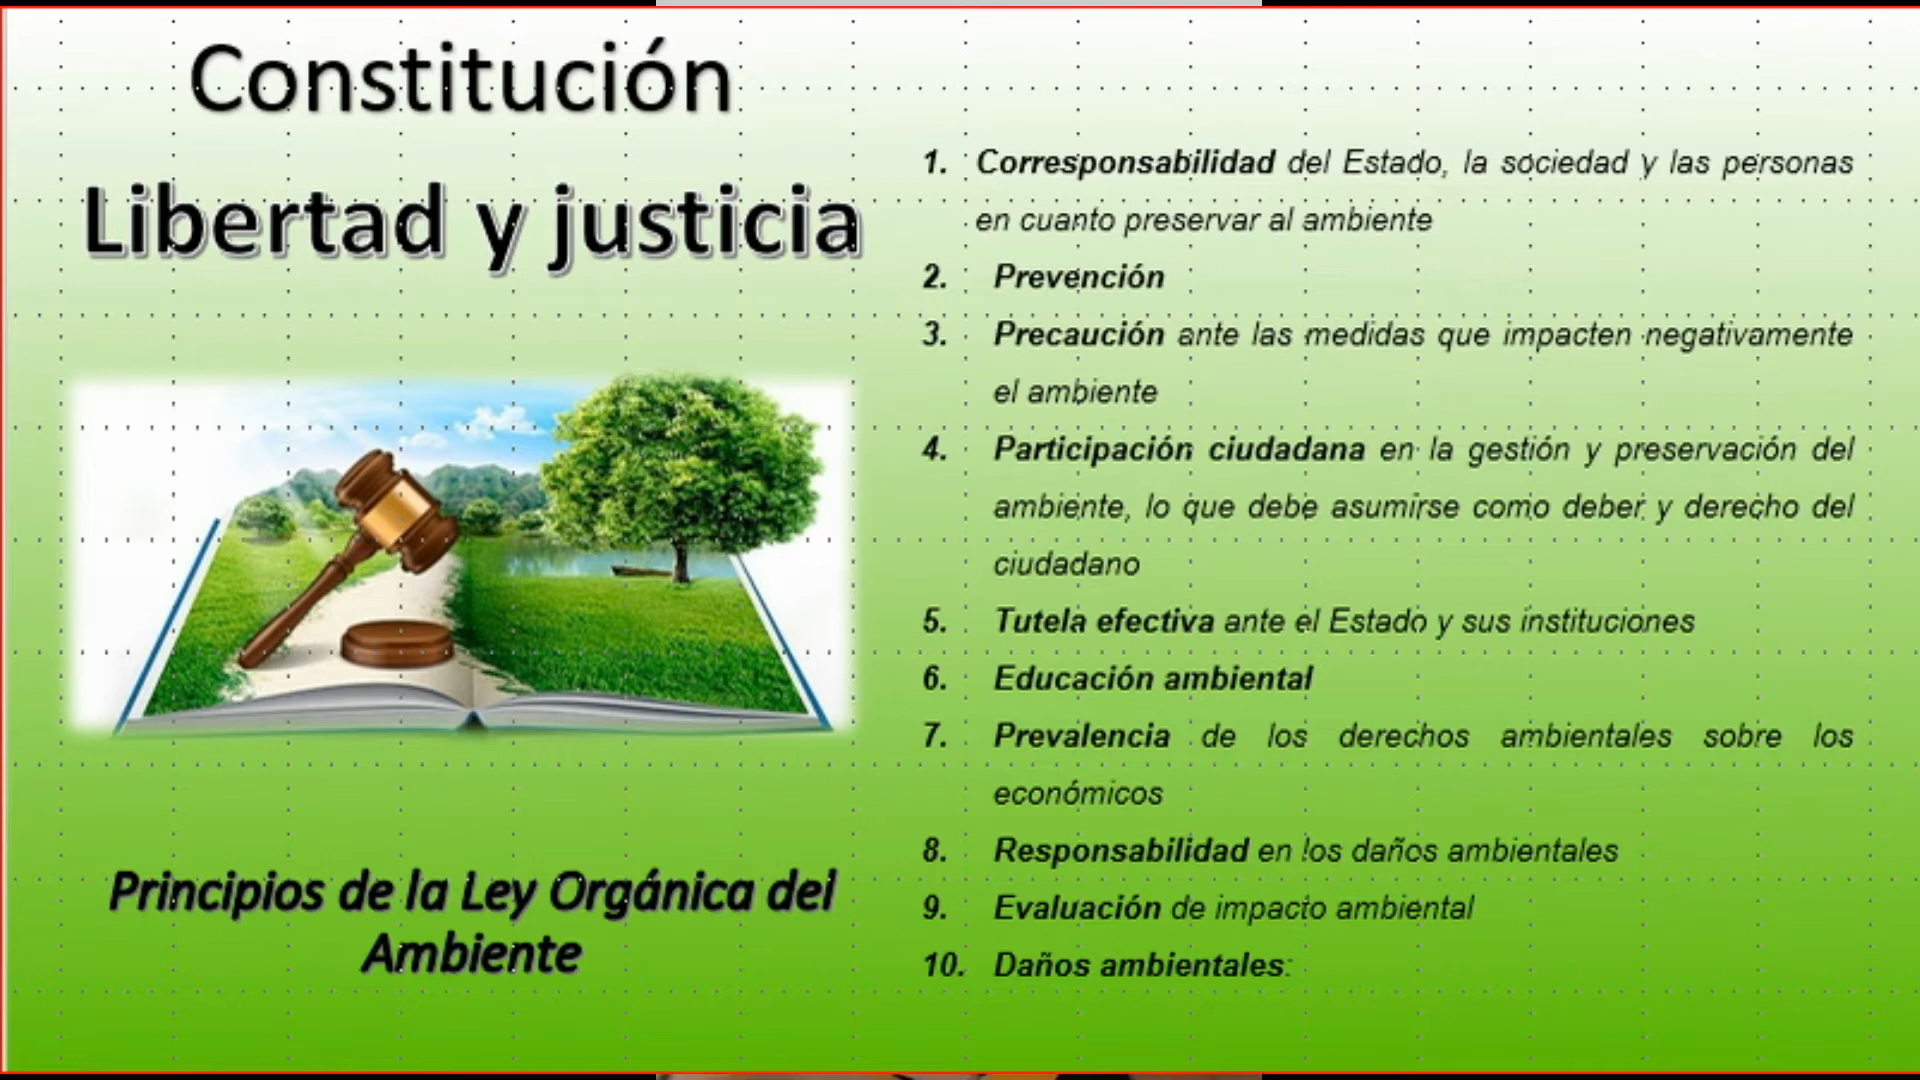 Constitución
Libertad y justicia
Principios de la Ley Orgánica del
Ambiente
1. Corresponsabilidad del Estado, la sociedad y las personas
en cuanto preservar al ambiente
2. Prevención
3. Precaución ante las medidas que impacten negativamente
el ambiente
4. Participación ciudadana en la gestión y preservación del
ambiente, lo que debe asumirse como deber y derecho del
ciudadano
5. Tutela efectiva ante el Estado y sus instituciones
6. Educación ambiental
7. Prevalencia de los derechos ambientales sobre los
económicos
8. Responsabilidad en los daños ambientales
9. Evaluación de impacto ambiental
10. Daños ambientales: